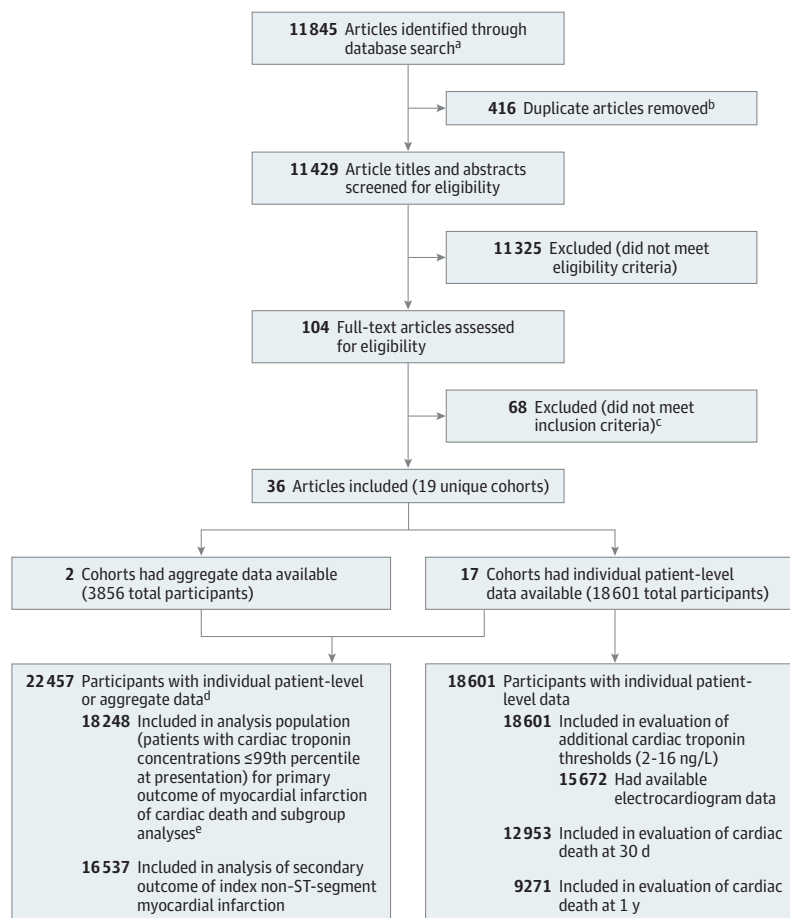 11845 Articles identified through
database searchᵃ
416 Duplicate articles removedᵇ
11429 Article titles and abstracts
screened for eligibility
11325 Excluded (did not meet
eligibility criteria)
104 Full-text articles assessed
for eligibility
68 Excluded (did not meet
inclusion criteria)ᶜ
36 Articles included (19 unique cohorts)
2 Cohorts had aggregate data available
(3856 total participants)
17 Cohorts had individual patient-level
data available (18601 total participants)
22457 Participants with individual patient-level
or aggregate dataᵈ
18248 Included in analysis population
(patients with cardiac troponin
concentrations ≤99th percentile
at presentation) for primary
outcome of myocardial infarction
of cardiac death and subgroup
analysesᵉ
16537 Included in analysis of secondary
outcome of index non-ST-segment
myocardial infarction
18601 Participants with individual patient-
level data
18601 Included in evaluation of
additional cardiac troponin
thresholds (2-16 ng/L)
15672 Had available
electrocardiogram data
12953 Included in evaluation of cardiac
death at 30 d
9271 Included in evaluation of cardiac
death at 1 y